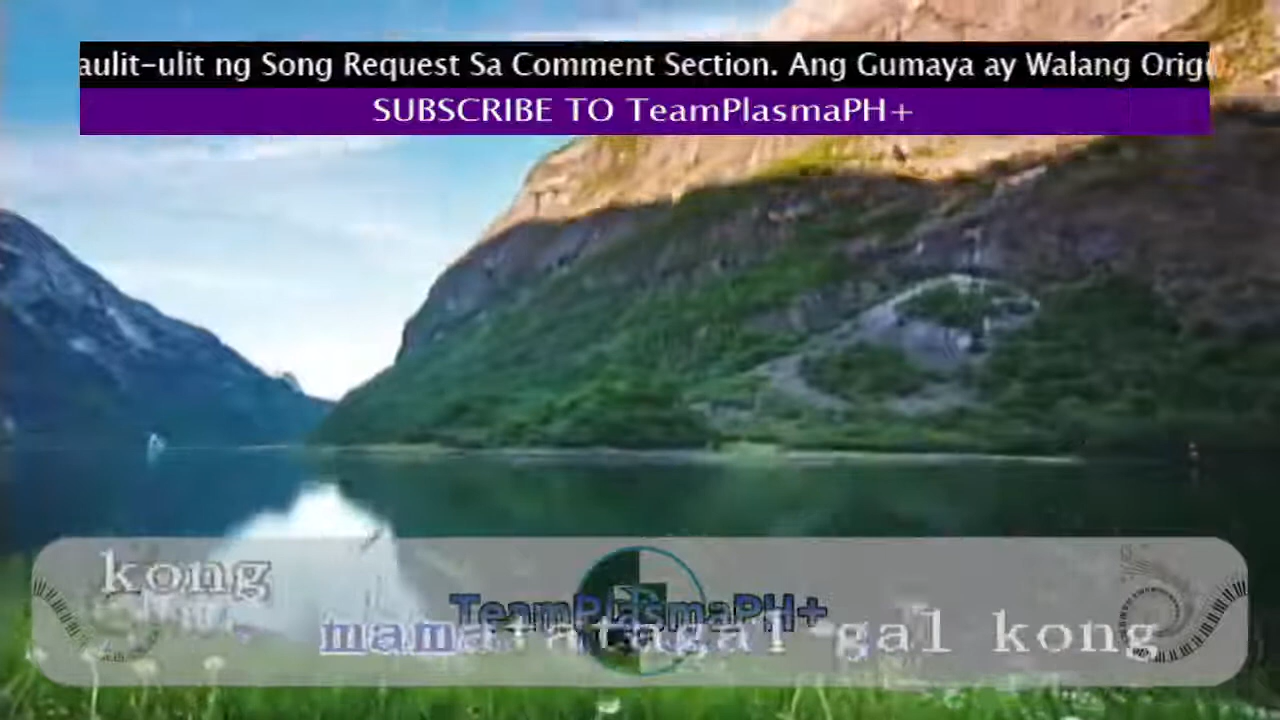 aulit-ulit ng Song Request Sa Comment Section. Ang Gumaya ay Walang
SUBSCRIBE TO TeamPlasmaPH+
kong
TeamPlasmaPH+
gal kong